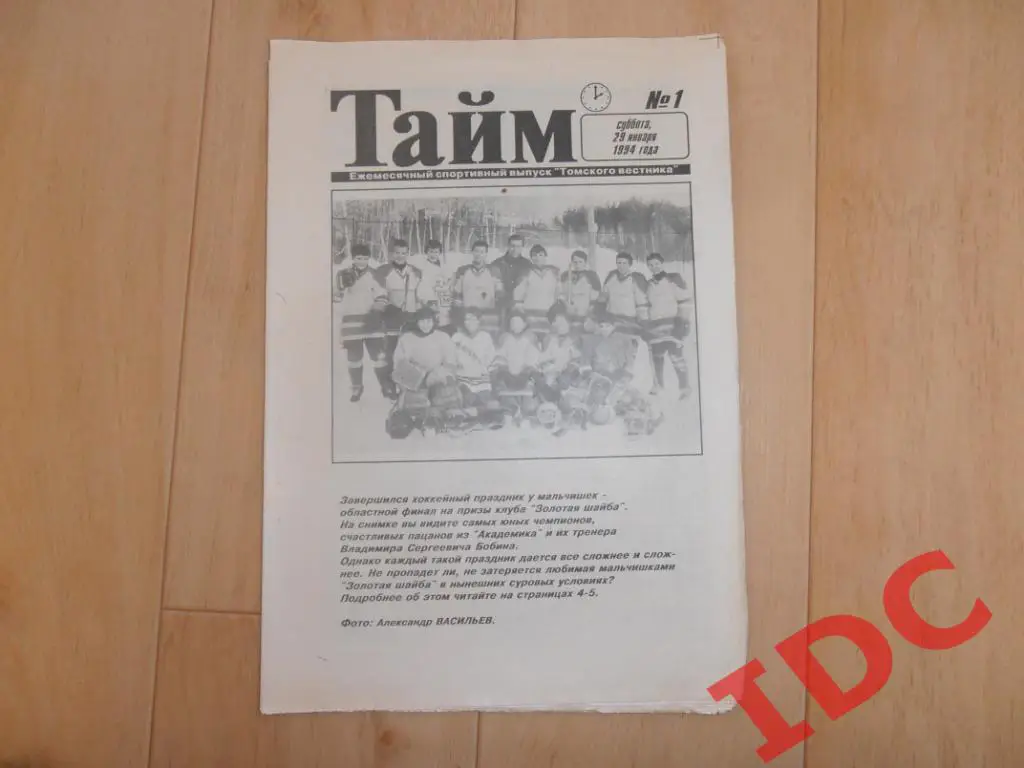 Тайм
№1
суббота,
29 января
1994 года
Ежемесячный спортивный выпуск "Томского вестника"
Завершился хоккейный праздник у мальчишек -
областной финал на призы клуба "Золотая шайба".
На снимке вы видите самых юных чемпионов,
счастливых пацанов из "Академика" и их тренера
Владимира Сергеевича Бобина.
Однако каждый такой праздник дается все сложнее и слож-
нее. Не пропадет ли, не затеряется любимая мальчишками
"Золотая шайба" в нынешних суровых условиях?
Подробнее об этом читайте на страницах 4-5.
Фото: Александр ВАСИЛЬЕВ.
IDC